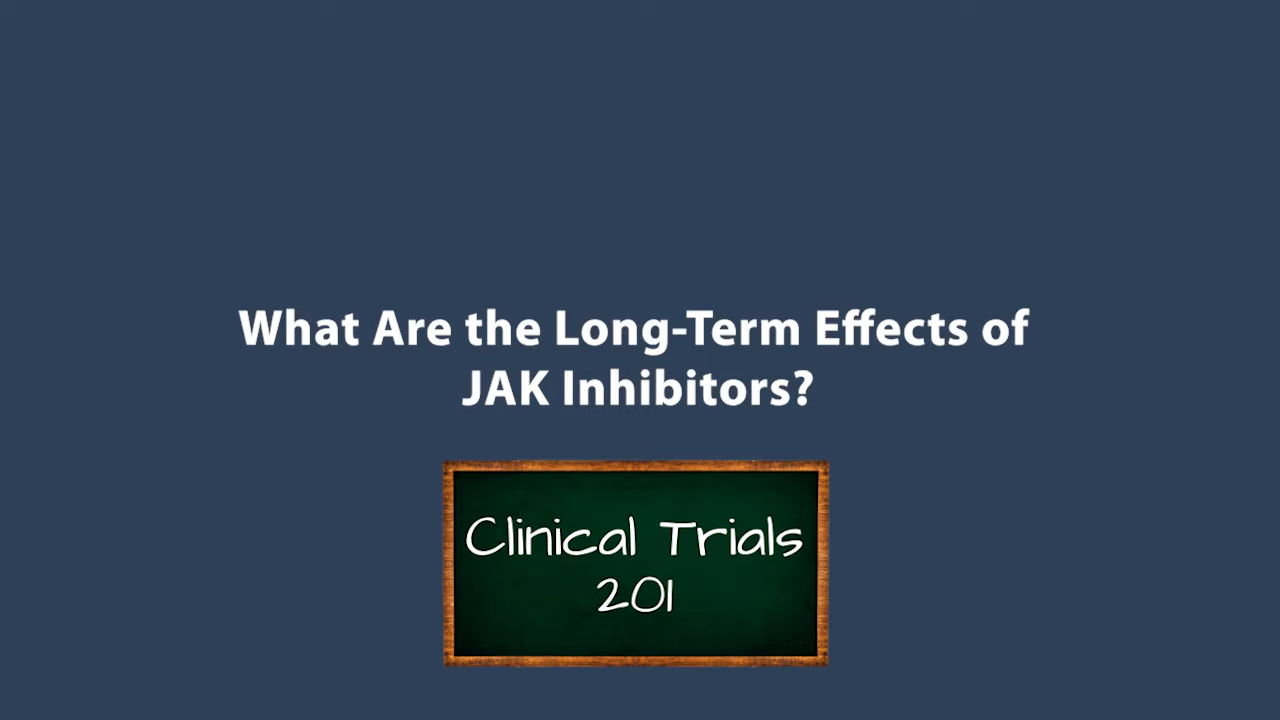 What Are the Long-Term Effects of
JAK Inhibitors?
Clinical Trials
201